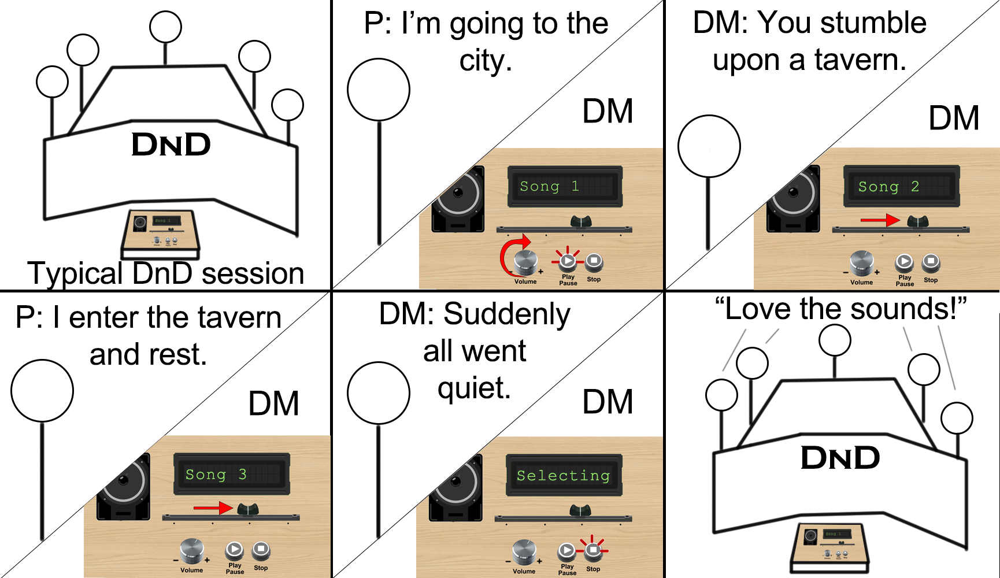 DnD
Song 1
Typical DnD session
P: I'm going to the
city.
DM
Song 1
- +
Volume
Play
Pause
Stop
DM: You stumble
upon a tavern.
DM
Song 2
- +
Volume
Play
Pause
Stop
P: I enter the tavern
and rest.
DM
Song 3
- +
Volume
Play
Pause
Stop
DM: Suddenly
all went
quiet.
DM
Selecting
- +
Volume
Play
Pause
Stop
“Love the sounds!”
DnD
Song 1